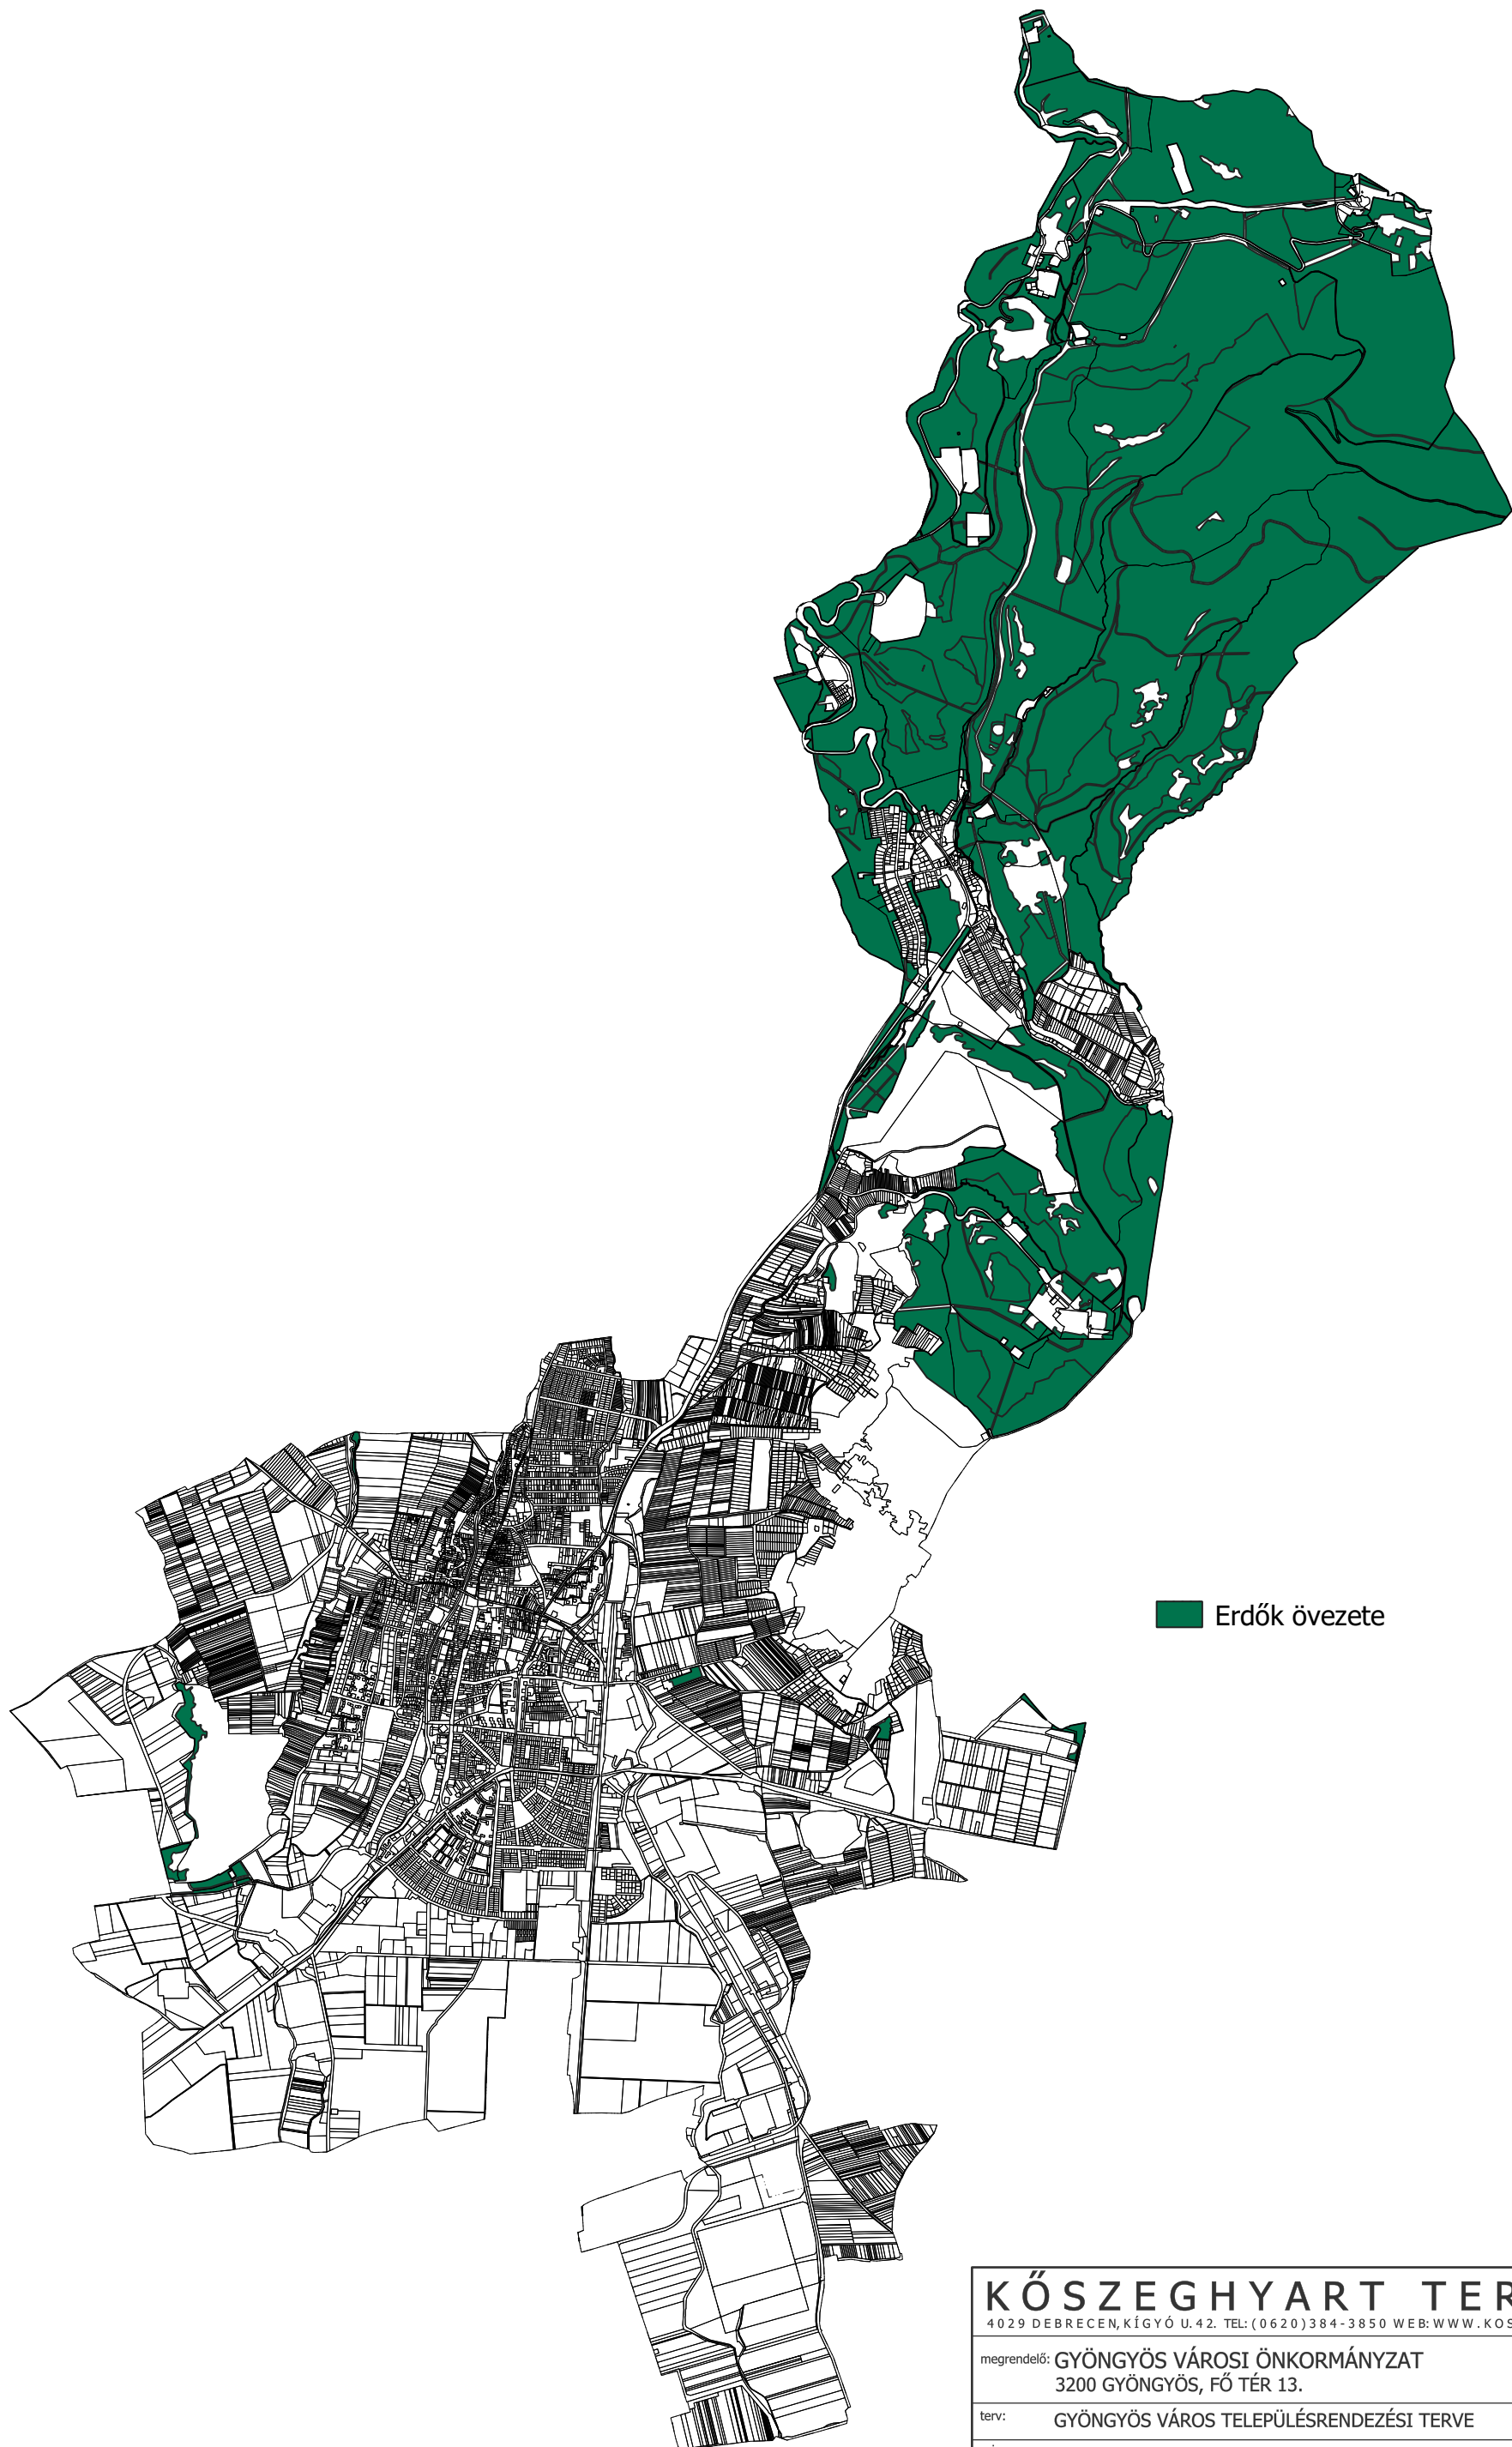 Erdők övezete
KŐSZEGHYART TER
4029 DEBRECEN, KÍGYÓ U. 42. TEL: (0620)384-3850 WEB: WWW.KOS
megrendelő: GYÖNGYÖS VÁROSI ÖNKORMÁNYZAT
3200 GYÖNGYÖS, FŐ TÉR 13.
terv: GYÖNGYÖS VÁROS TELEPÜLÉSRENDEZÉSI TERVE